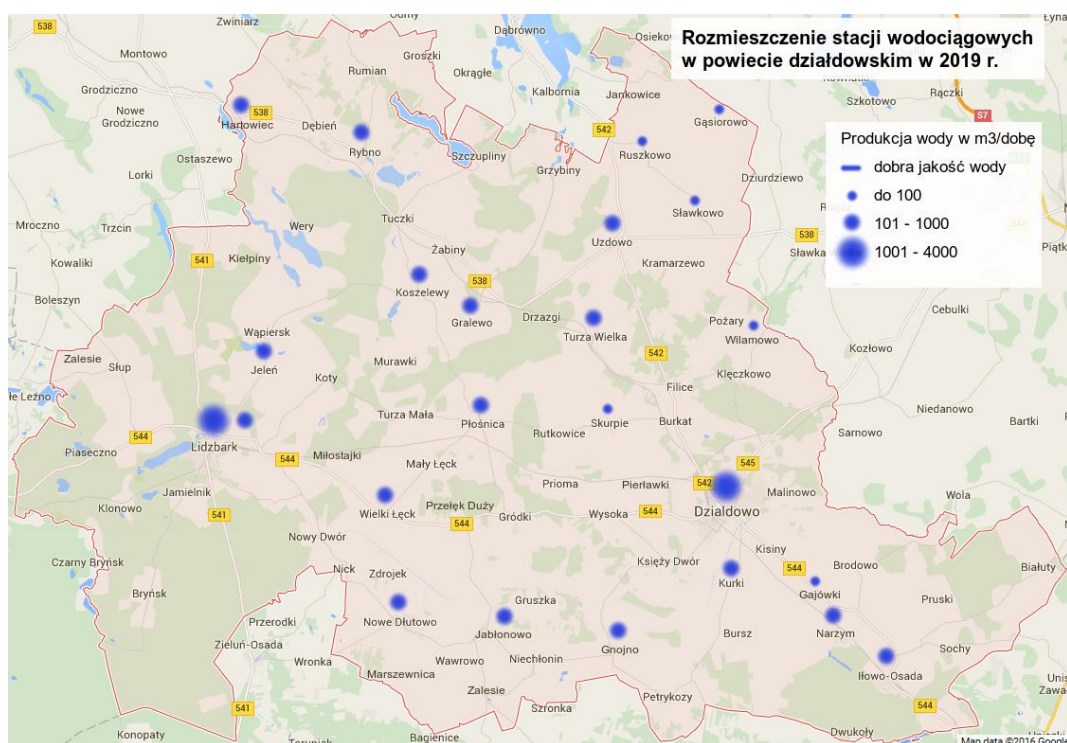 Rozmieszczenie stacji wodociągowych
w powiecie działdowskim w 2019 r.
Produkcja wody w m3/dobę
dobra jakość wody
do 100
101 - 1000
1001 - 4000
Zwiniarz
538
Montowo
Grodziczno
Nowe
Grodziczno
Hartowiec
538
Dębień
Rumian
Groszki
Rybno
Dąbrówno
Okrągłe
Kalbornia
Szczupliny
Grzybiny
Jankowice
542
Ruszkowo
Gąsiorowo
Szkotowo
Rączki
S7
Dziurdziewo
Ostaszewo
Lorki
Mroczno
Trzcin
Kowaliki
Boleszyn
Wery
Kiełpiny
541
Tuczki
Żabiny
Koszelewy
538
Gralewo
Drzazgi
Turza Wielka
Uzdowo
Sławkowo
Kramarzewo
538
Sławka
Cebulki
Pożary
Wilamowo
Kozłowo
542
Klęczkowo
Filice
Wąpiersk
Jeleń
Zalesie
Słup
Koty
Murawki
Turza Mała
Płośnica
Rutkowice
Skurpie
Burkat
Niedanowo
Bartki
Sarnowo
544
Piaseczno
Lidzbark
544
Miłostajki
Mały Łęck
Prioma
Pierławki
542
545
Malinowo
Wola
Jamielnik
Klonowo
541
Wielki Łęck
Przełęk Duży
544
Gródki
Wysoka
544
Działdowo
Nowy Dwór
Kisiny
Księży Dwór
Kurki
544
Brodowo
Białuty
Gajówki
Czarny Bryńsk
Bryńsk
Nick
Zdrojek
Nowe Dłutowo
Gruszka
Jabłonowo
Gnojno
Bursz
Narzym
Pruski
Przerodki
Zieluń-Osada
Wronka
Marszewnica
Wawrowo
Niechłonin
Zalesie
Szronka
Petrykozy
Iłowo-Osada
Sochy
544
541
Konopaty
Bagienice
Dwukoły
Map data ©2016 Google